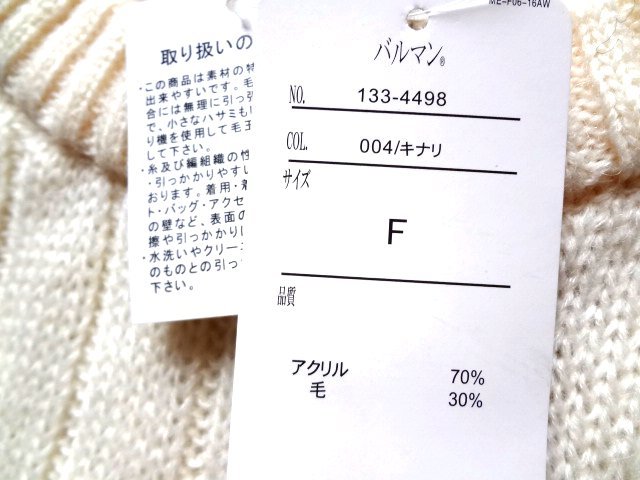 取り扱いの
・この商品は素材の特
出来やすいです。毛
合には無理に引っ張
で、小さなハサミも
り機を使用して毛玉
して下さい。
・糸及び編組織の性
・引っかかりやすい
おります。着用・着
ト・バッグ・アクセ
の壁など、表面の
擦や引っかかりに
・水洗いやクリーニ
のものとの引っ
下さい。
ME-F06-16AW
バルマン®
NO. 133-4498
COL. 004/キナリ
サイズ
F
品質
アクリル 70%
毛 30%